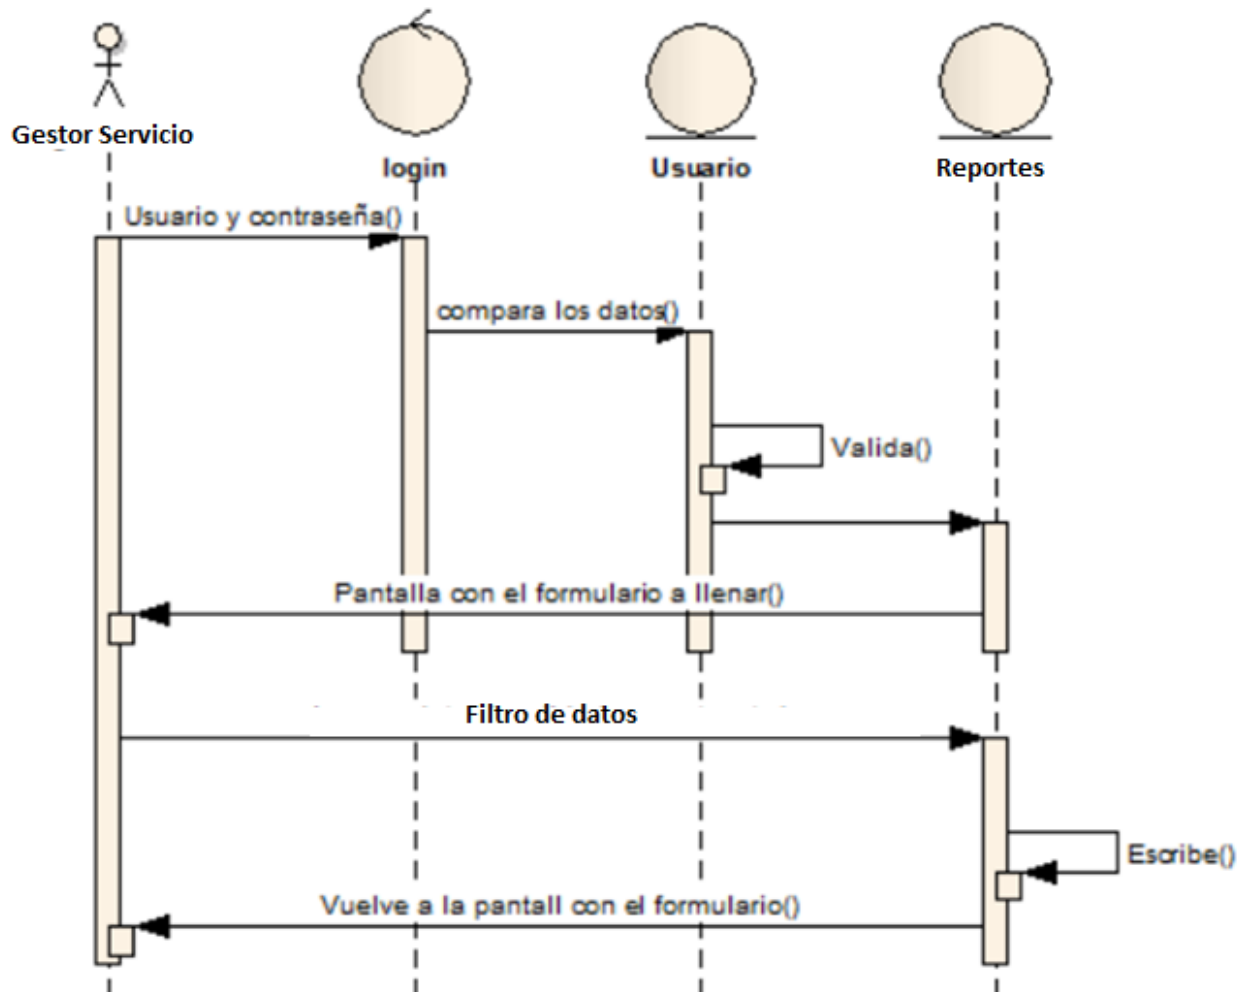 Gestor Servicio
login
Usuario
Reportes
Usuario y contraseña()
compara los datos()
Valida()
Pantalla con el formulario a llenar()
Filtro de datos
Escribe()
Vuelve a la pantall con el formulario()